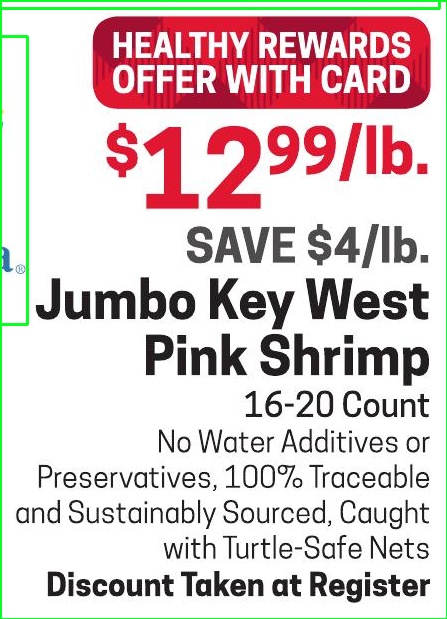 HEALTHY REWARDS
OFFER WITH CARD
$12.99/lb.
SAVE $4/lb.
Jumbo Key West
Pink Shrimp
16-20 Count
No Water Additives or
Preservatives, 100% Traceable
and Sustainably Sourced, Caught
with Turtle-Safe Nets
Discount Taken at Register